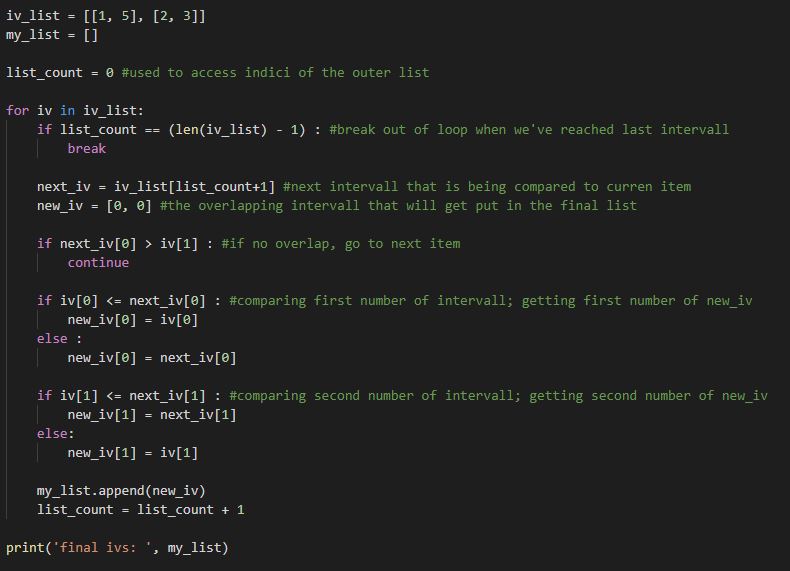 iv_list = [[1, 5], [2, 3]]
my_list = []
list_count = 0 #used to access indici of the outer list
for iv in iv_list:
    if list_count == (len(iv_list) - 1) : #break out of loop when we've reached last intervall
        break
    next_iv = iv_list[list_count+1] #next intervall that is being compared to curren item
    new_iv = [0, 0] #the overlapping intervall that will get put in the final list
    if next_iv[0] > iv[1] : #if no overlap, go to next item
        continue
    if iv[0] <= next_iv[0] : #comparing first number of intervall; getting first number of new_iv
        new_iv[0] = iv[0]
    else :
        new_iv[0] = next_iv[0]
    if iv[1] <= next_iv[1] : #comparing second number of intervall; getting second number of new_iv
        new_iv[1] = next_iv[1]
    else:
        new_iv[1] = iv[1]
    my_list.append(new_iv)
    list_count = list_count + 1
print('final ivs: ', my_list)